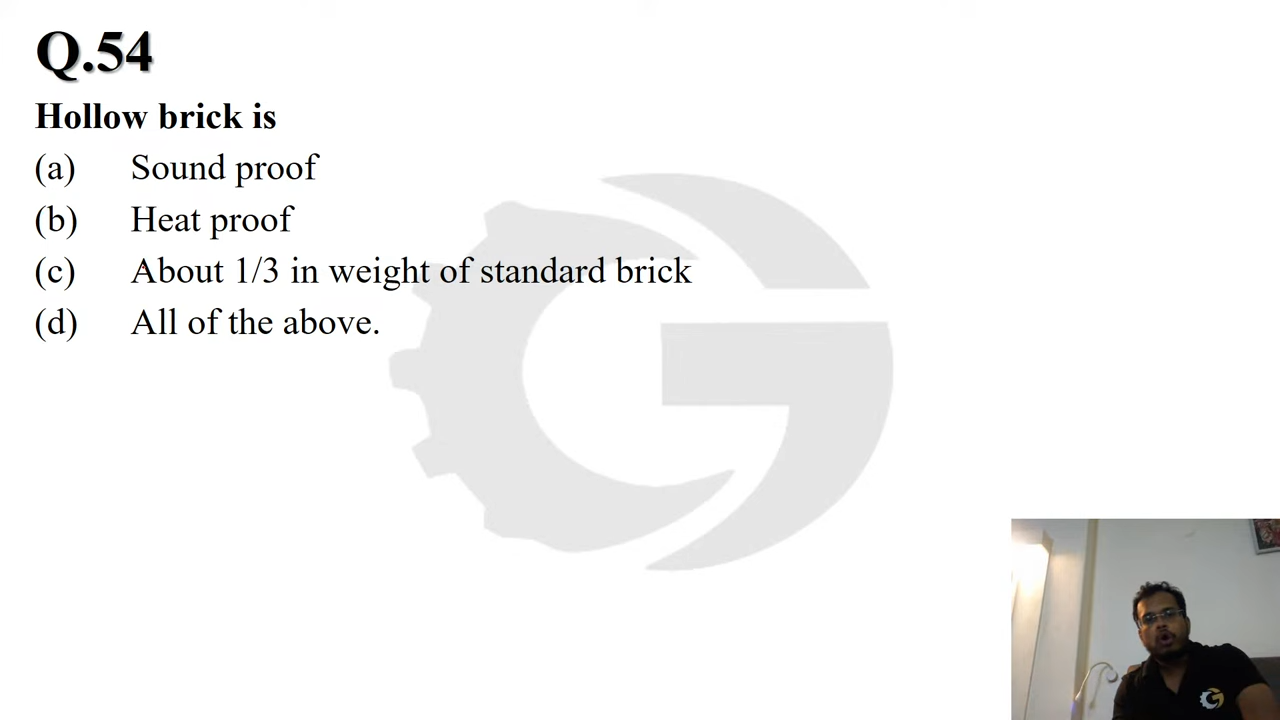 Q.54
Hollow brick is
(a) Sound proof
(b) Heat proof
(c) About 1/3 in weight of standard brick
(d) All of the above.